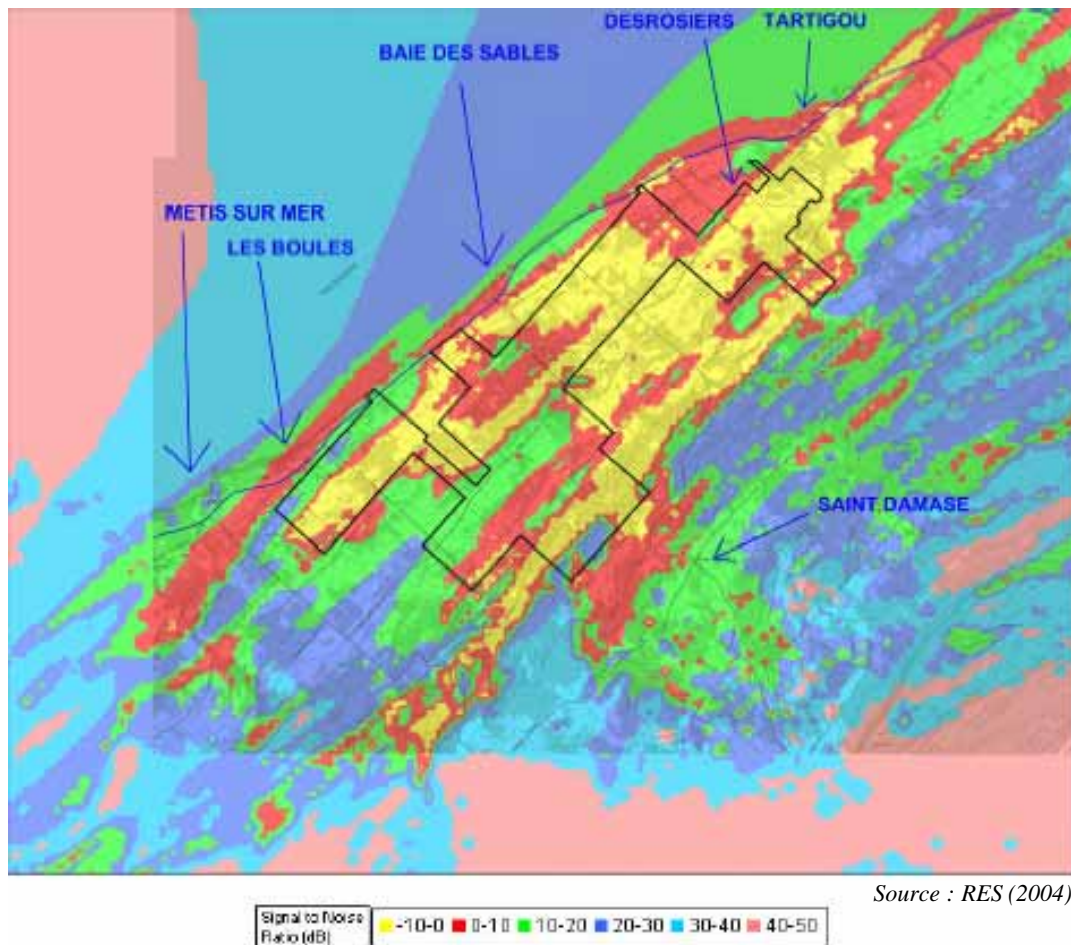 DESROSIERS
TARTIGOU
BAIE DES SABLES
METIS SUR MER
LES BOULES
SAINT DAMASE
Source : RES (2004)
Signal to Noise
Ratio (dB)
-10-0 0-10 10-20 20-30 30-40 40-50